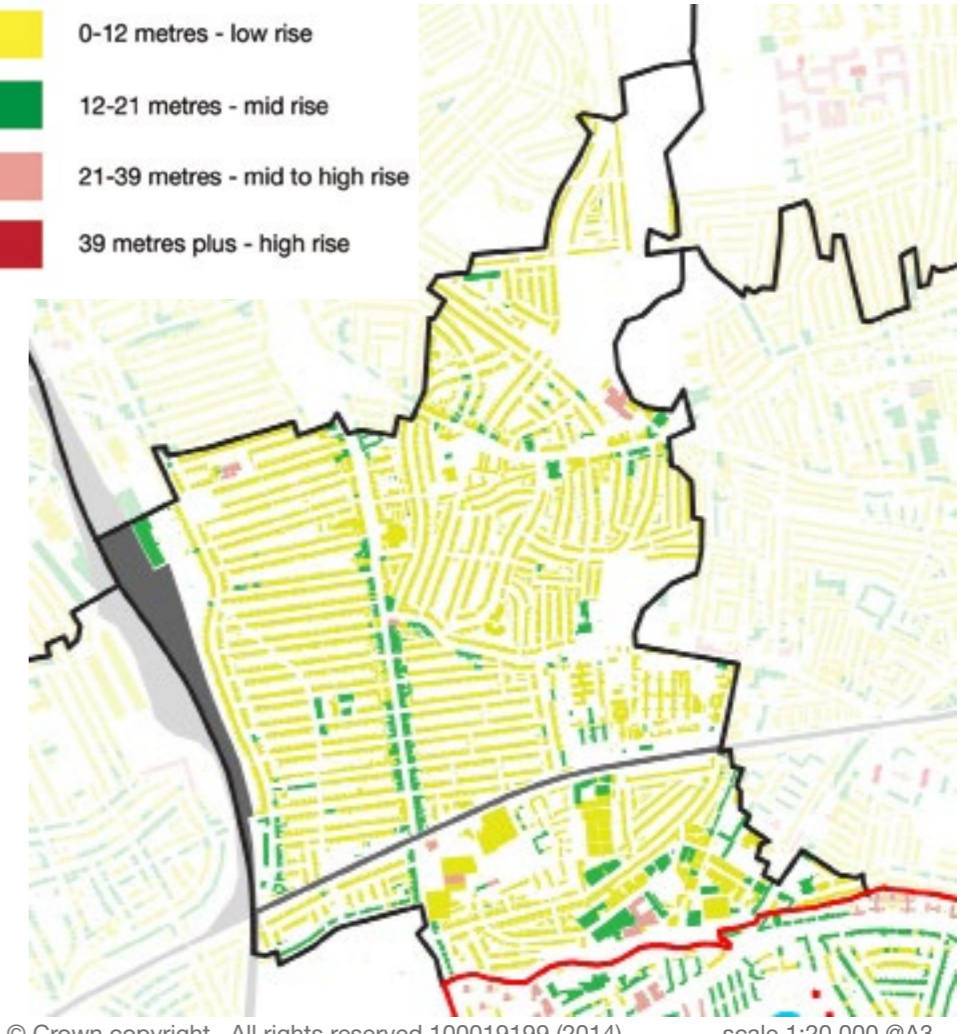 0-12 metres - low rise
12-21 metres - mid rise
21-39 metres - mid to high rise
39 metres plus - high rise
© Crown copyright. All rights reserved 100019199 (2014) scale 1:20,000 @A3